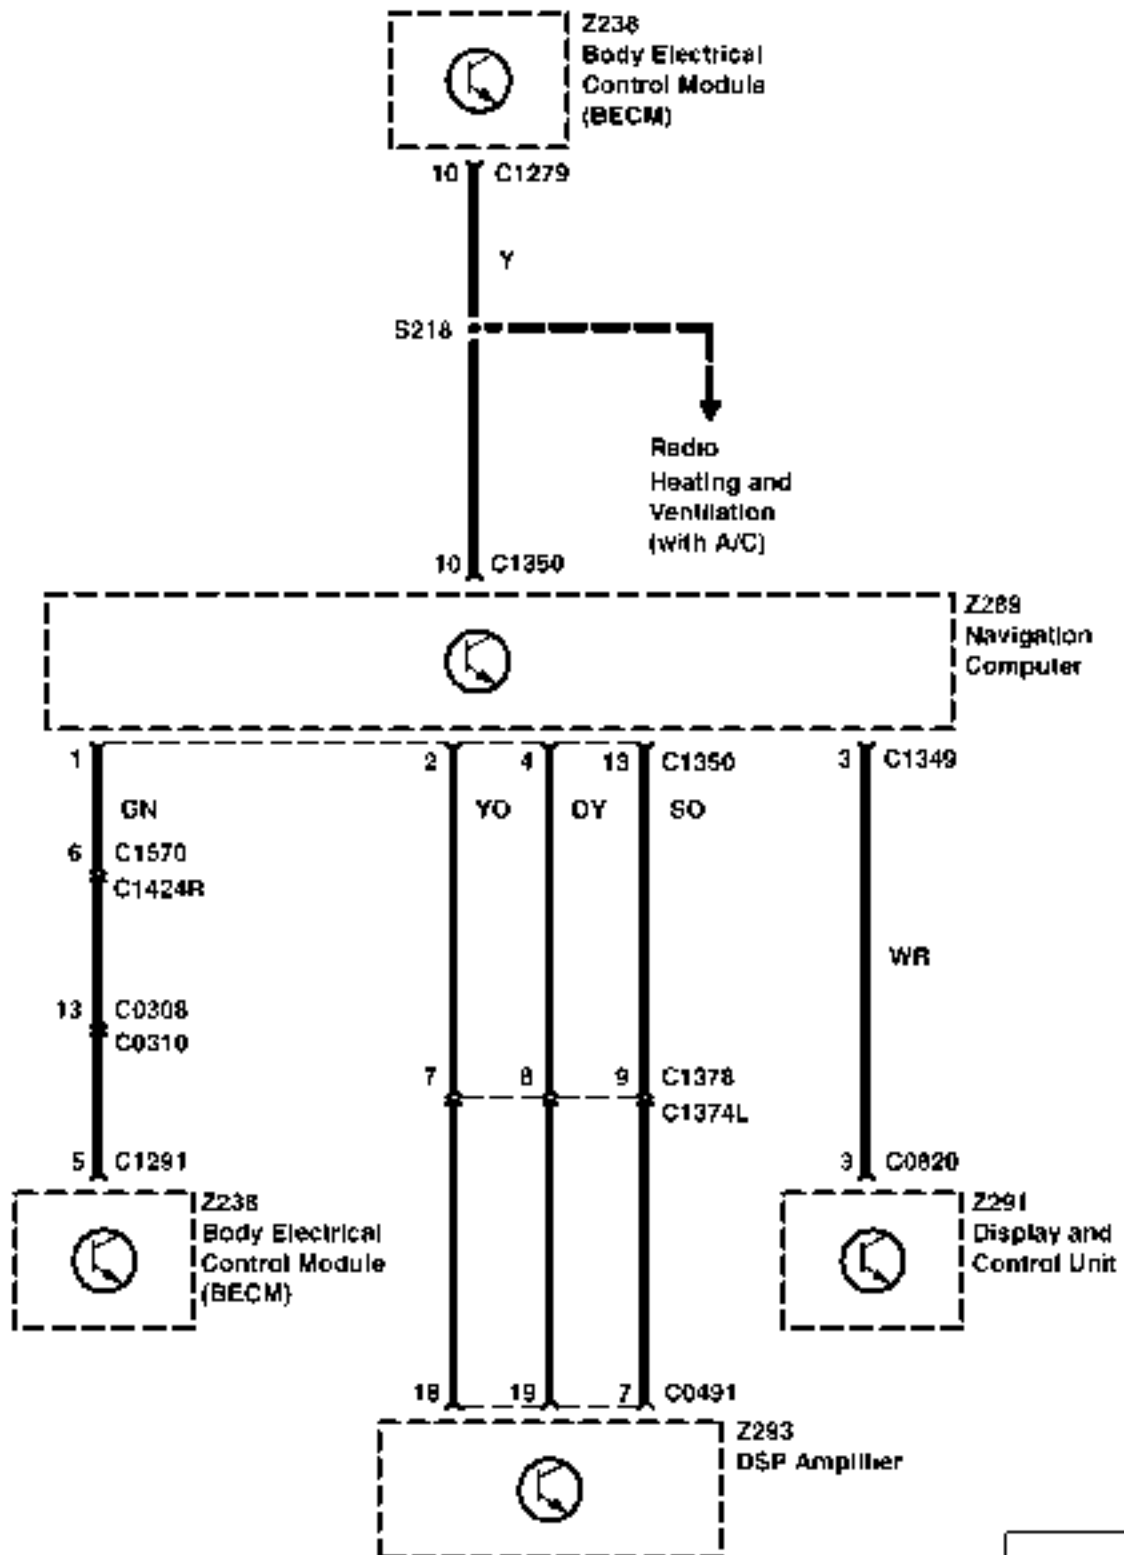 Z238
Body Electrical
Control Module
(BECM)
10 C1279
Y
S218
Radio
Heating and
Ventilation
(with A/C)
10 C1350
Z289
Navigation
Computer
1 2 4 13 C1350 3 C1349
GN YO OY SO
6 C1570
C1424R
WR
13 C0308
C0310
7 8 9 C1378
C1374L
5 C1291
3 C0820
Z238
Body Electrical
Control Module
(BECM)
Z291
Display and
Control Unit
18 19 7 C0491
Z293
DSP Amplifier